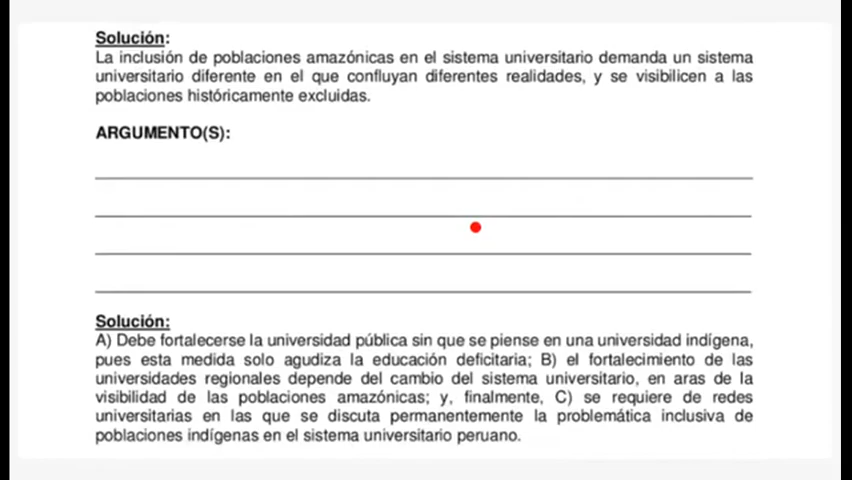 Solución:
La inclusión de poblaciones amazónicas en el sistema universitario demanda un sistema
universitario diferente en el que confluyan diferentes realidades, y se visibilicen a las
poblaciones históricamente excluidas.
ARGUMENTO(S):
Solución:
A) Debe fortalecerse la universidad pública sin que se piense en una universidad indígena,
pues esta medida solo agudiza la educación deficitaria; B) el fortalecimiento de las
universidades regionales depende del cambio del sistema universitario, en aras de la
visibilidad de las poblaciones amazónicas; y, finalmente, C) se requiere de redes
universitarias en las que se discuta permanentemente la problemática inclusiva de
poblaciones indígenas en el sistema universitario peruano.